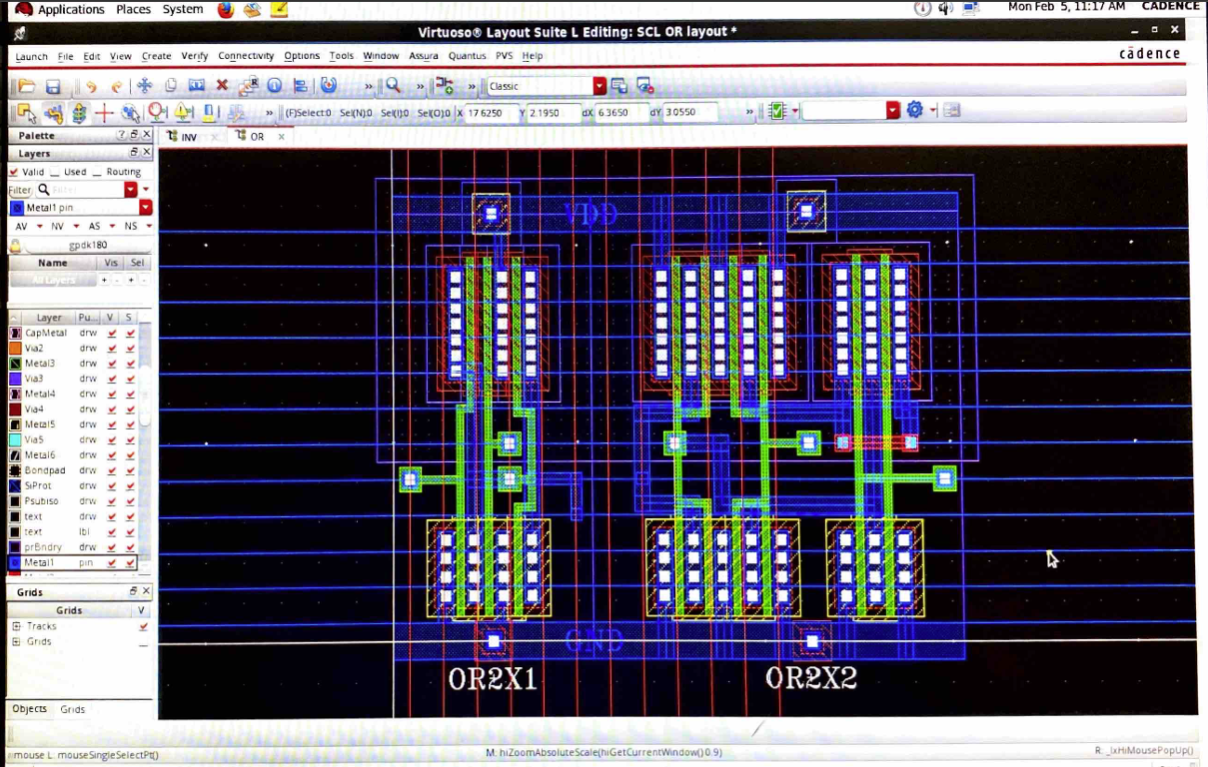 Applications Places System
Mon Feb 5, 11:17 AM CADENCE
Virtuoso® Layout Suite L Editing: SCL OR layout *
Launch File Edit View Create Verify Connectivity Options Tools Window Assura Quantus PVS Help
cādence
» » » Classic
» (F)Select:0 Sel(N):0 Sel(I):0 Sel(O):0 X 17.6250 Y 2.1950 dX 6.3650 dY 3.0550 »
Palette
INV OR
Layers
Valid Used Routing
Filter Filter
Metal1 pin
AV NV AS NS
gpdk180
Name Vis Sel
All Layers + - + -
Layer Pu... V S
CapMetal drw
Via2 drw
Metal3 drw
Via3 drw
Metal4 drw
Via4 drw
Metal5 drw
Via5 drw
Metal6 drw
Bondpad drw
SiProt drw
Psubiso drw
text drw
text lbl
prBndry drw
Metal1 pin
Grids
Grids V
Tracks
Grids
Objects Grids
VDD
GND
OR2X1 OR2X2
mouse L: mouseSingleSelectPt()
M: hiZoomAbsoluteScale(hiGetCurrentWindow() 0.9)
R: _lxHiMousePopUp()